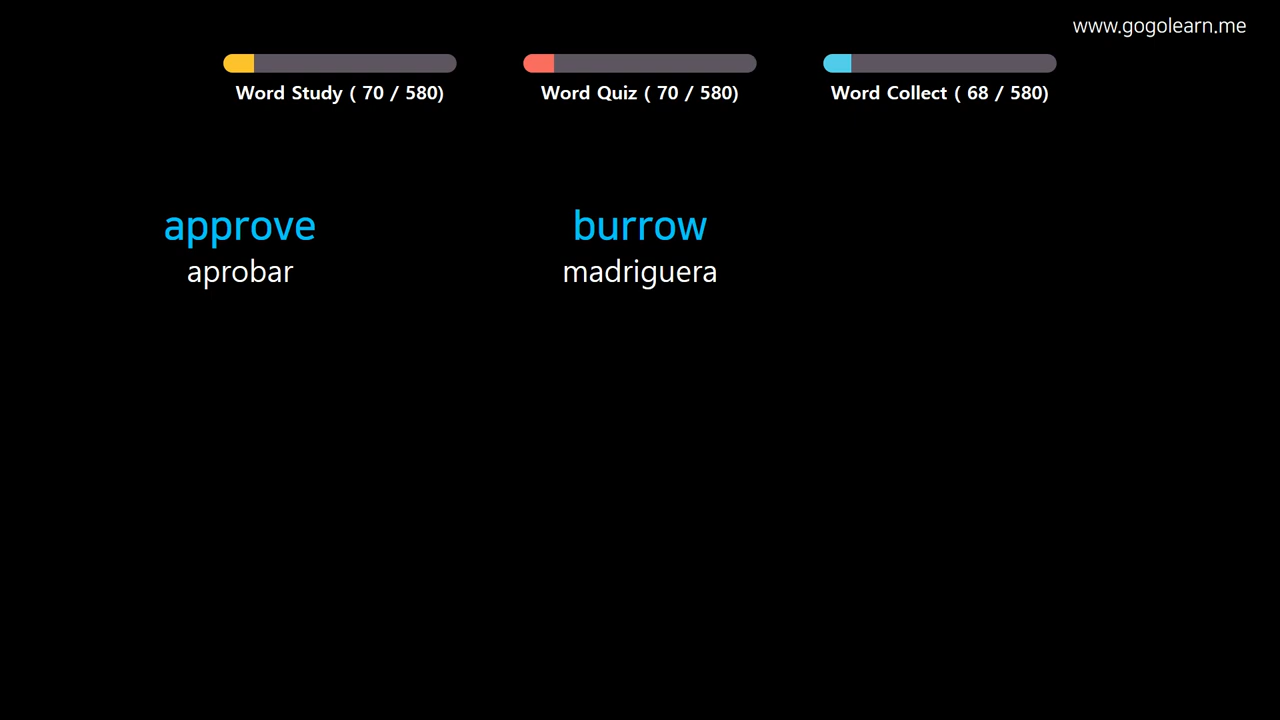 www.gogolearn.me
Word Study ( 70 / 580)
Word Quiz ( 70 / 580)
Word Collect ( 68 / 580)
approve
aprobar
burrow
madriguera